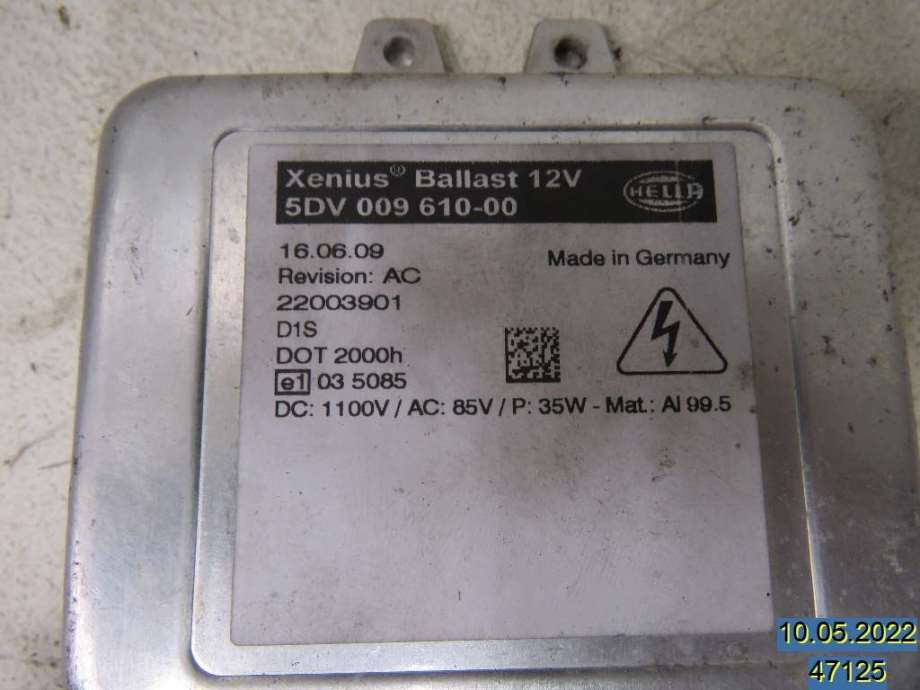 Xenius® Ballast 12V
5DV 009 610-00
HELLA
16.06.09
Made in Germany
Revision: AC
22003901
D1S
DOT 2000h
e1 03 5085
DC: 1100V / AC: 85V / P: 35W - Mat.: Al 99.5
10.05.2022
47125